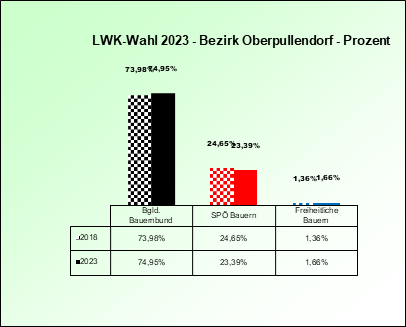 LWK-Wahl 2023 - Bezirk Oberpullendorf - Prozent
73,98% 74,95%
24,65% 23,39%
1,36% 1,66%
Bgld. Bauernbund SPÖ Bauern Freiheitliche Bauern
2018 73,98% 24,65% 1,36%
2023 74,95% 23,39% 1,66%